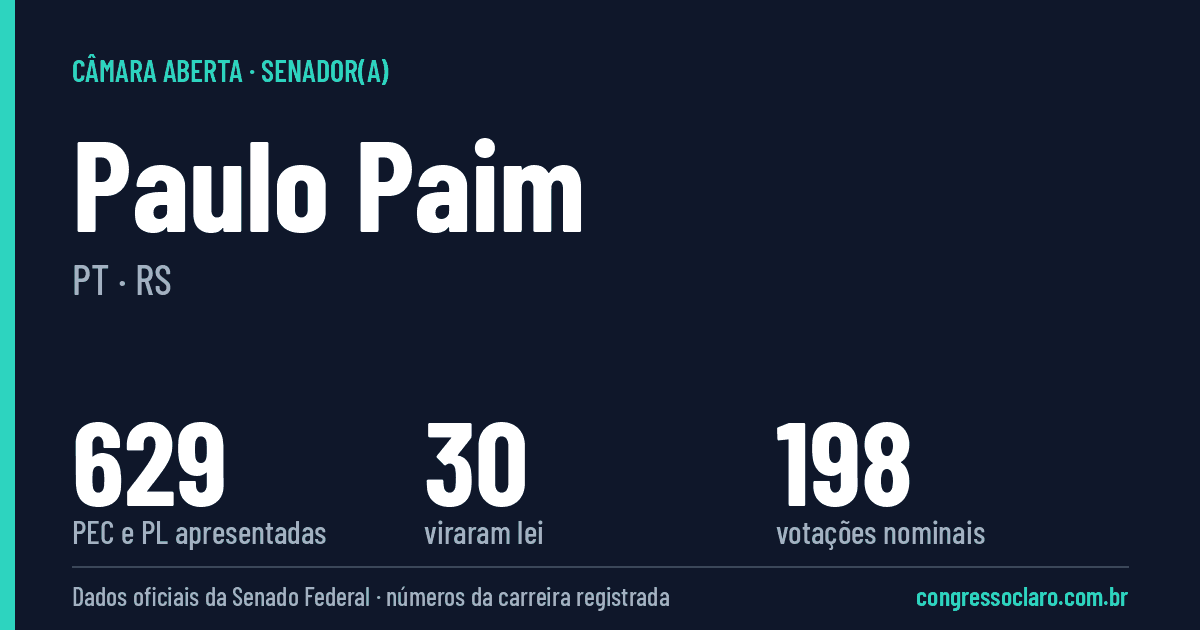 CÂMARA ABERTA · SENADOR(A)
Paulo Paim
PT · RS
629 30 198
PEC e PL apresentadas viraram lei votações nominais
Dados oficiais da Senado Federal · números da carreira registrada congressoclaro.com.br